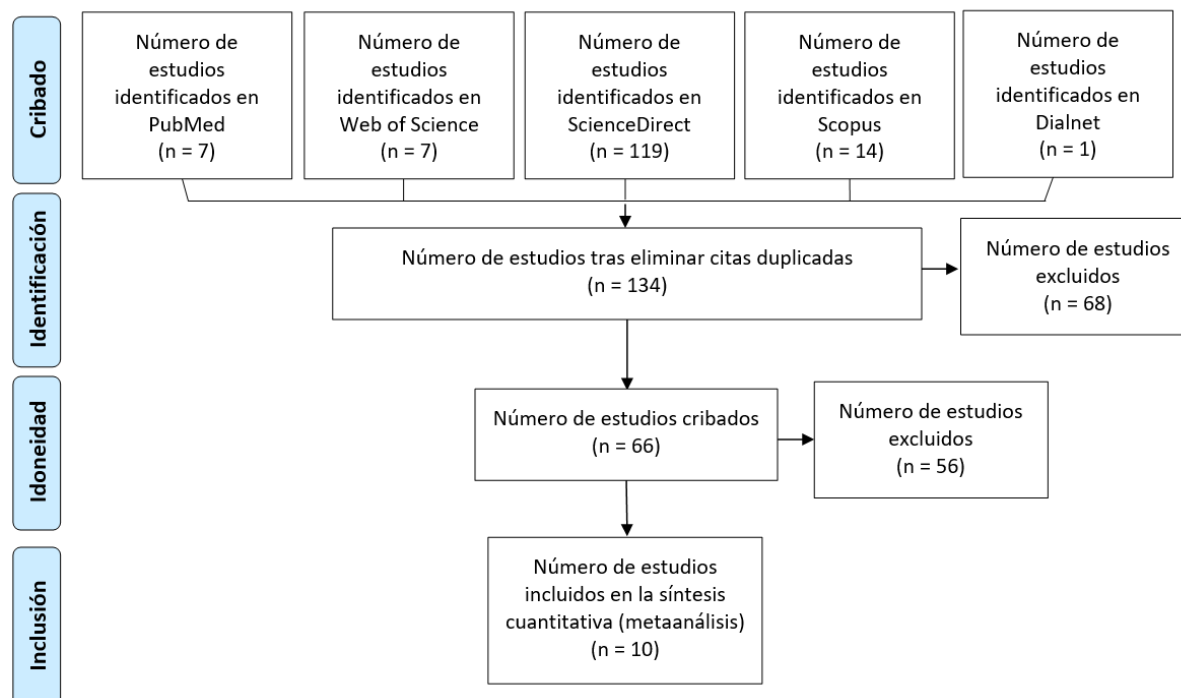 Cribado
Número de
estudios
identificados en
PubMed
(n = 7)
Número de
estudios
identificados en
Web of Science
(n = 7)
Número de
estudios
identificados en
ScienceDirect
(n = 119)
Número de
estudios
identificados en
Scopus
(n = 14)
Número de
estudios
identificados en
Dialnet
(n = 1)
Identificación
Número de estudios tras eliminar citas duplicadas
(n = 134)
Número de estudios
excluidos
(n = 68)
Idoneidad
Número de estudios cribados
(n = 66)
Número de estudios
excluidos
(n = 56)
Inclusión
Número de estudios
incluidos en la síntesis
cuantitativa (metaanálisis)
(n = 10)